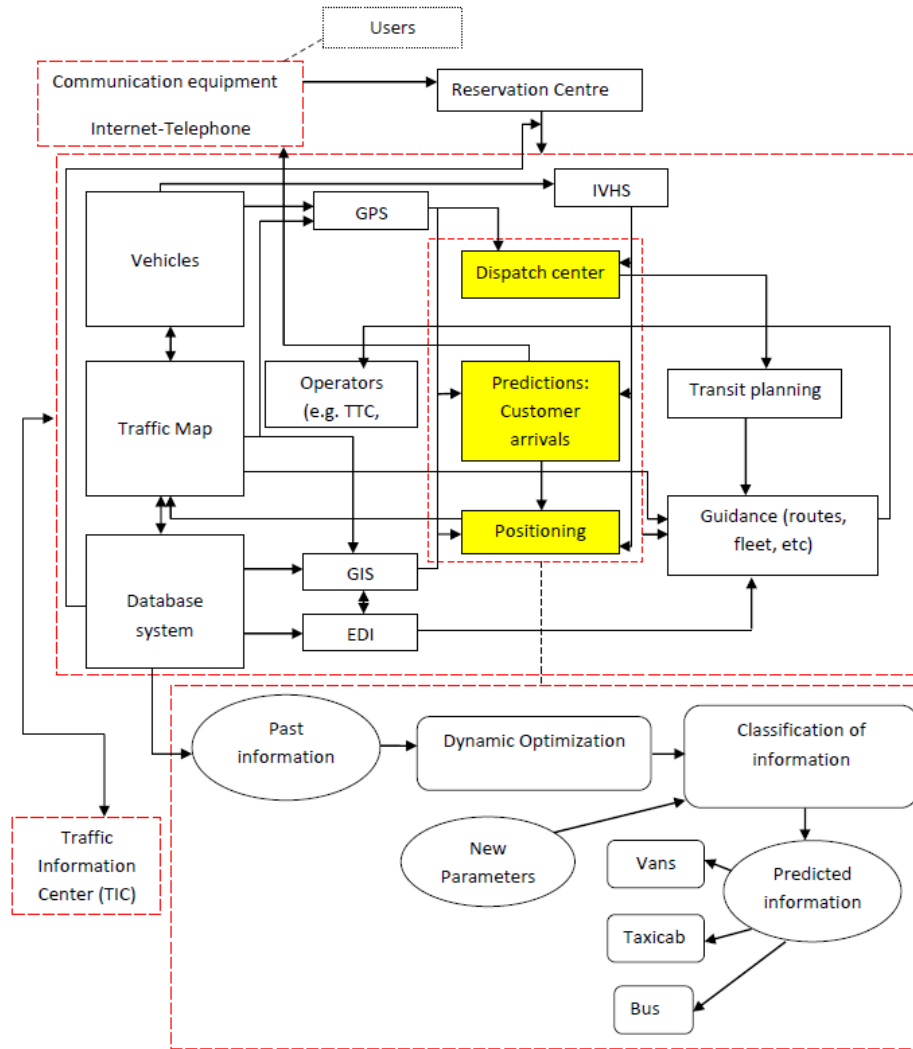 Users
Communication equipment
Internet-Telephone
Reservation Centre
IVHS
GPS
Vehicles
Dispatch center
Operators
(e.g. TTC,
Predictions:
Customer
arrivals
Transit planning
Traffic Map
Positioning
Guidance (routes,
fleet, etc)
GIS
Database
system
EDI
Past
information
Dynamic Optimization
Classification of
information
Traffic
Information
Center (TIC)
New
Parameters
Vans
Predicted
information
Taxicab
Bus